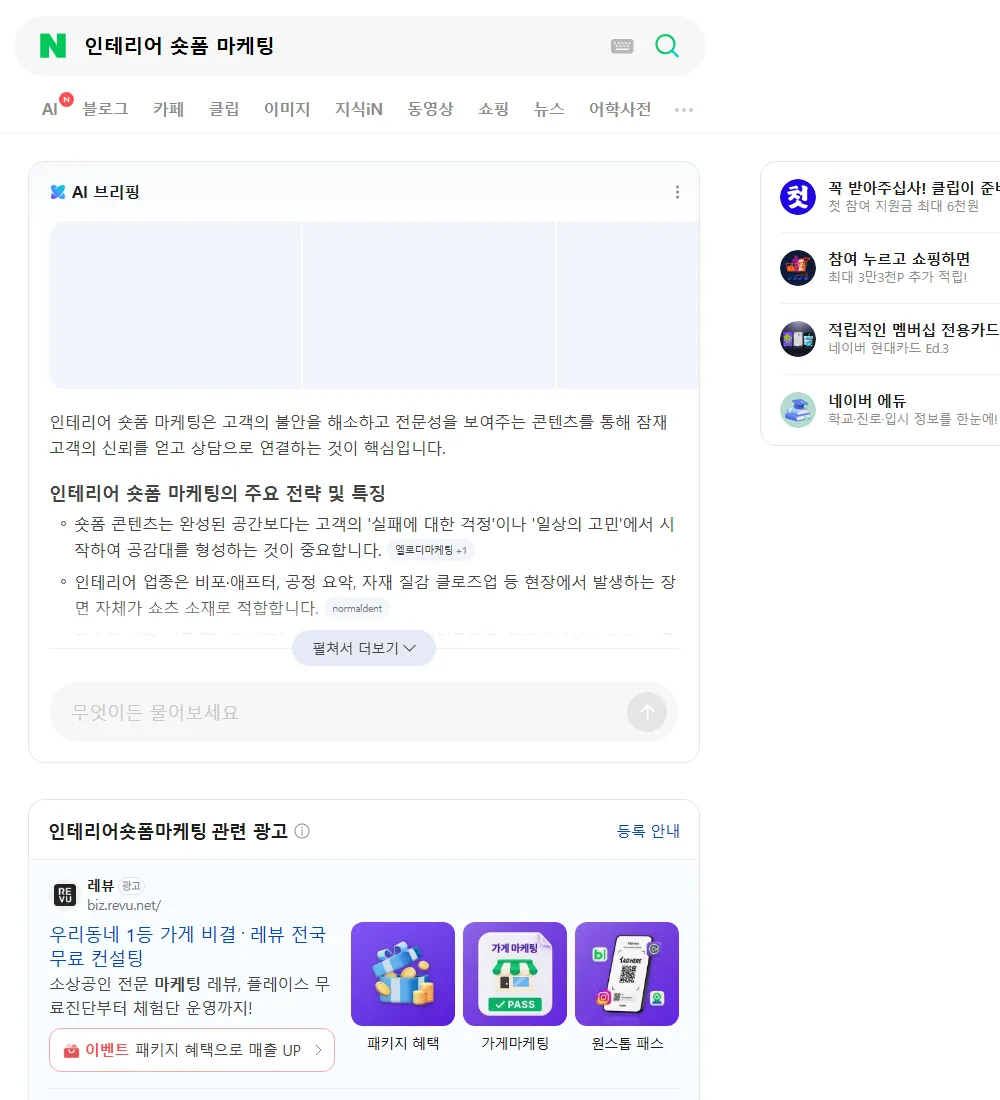 인테리어 숏폼 마케팅
AI N 블로그 카페 클립 이미지 지식iN 동영상 쇼핑 뉴스 어학사전
AI 브리핑
인테리어 숏폼 마케팅은 고객의 불안을 해소하고 전문성을 보여주는 콘텐츠를 통해 잠재
고객의 신뢰를 얻고 상담으로 연결하는 것이 핵심입니다.
인테리어 숏폼 마케팅의 주요 전략 및 특징
숏폼 콘텐츠는 완성된 공간보다는 고객의 '실패에 대한 걱정'이나 '일상의 고민'에서 시
작하여 공감대를 형성하는 것이 중요합니다. 엘로디마케팅 +1
인테리어 업종은 비포·애프터, 공정 요약, 자재 질감 클로즈업 등 현장에서 발생하는 장
면 자체가 쇼츠 소재로 적합합니다. normaldent
펼쳐서 더보기
무엇이든 물어보세요
인테리어숏폼마케팅 관련 광고
등록 안내
RE
VU
레뷰 광고
biz.revu.net/
우리동네 1등 가게 비결 · 레뷰 전국
무료 컨설팅
소상공인 전문 마케팅 레뷰, 플레이스 무
료진단부터 체험단 운영까지!
이벤트 패키지 혜택으로 매출 UP
가게 마케팅
PASS
패키지 혜택
가게마케팅
원스톱 패스
첫
꼭 받아주십사! 클립이 준비
첫 참여 지원금 최대 6천원
참여 누르고 쇼핑하면
최대 3만3천P 추가 적립!
적립적인 멤버십 전용카드
네이버 현대카드 Ed.3
네이버 에듀
학교·진로·입시 정보를 한눈에!